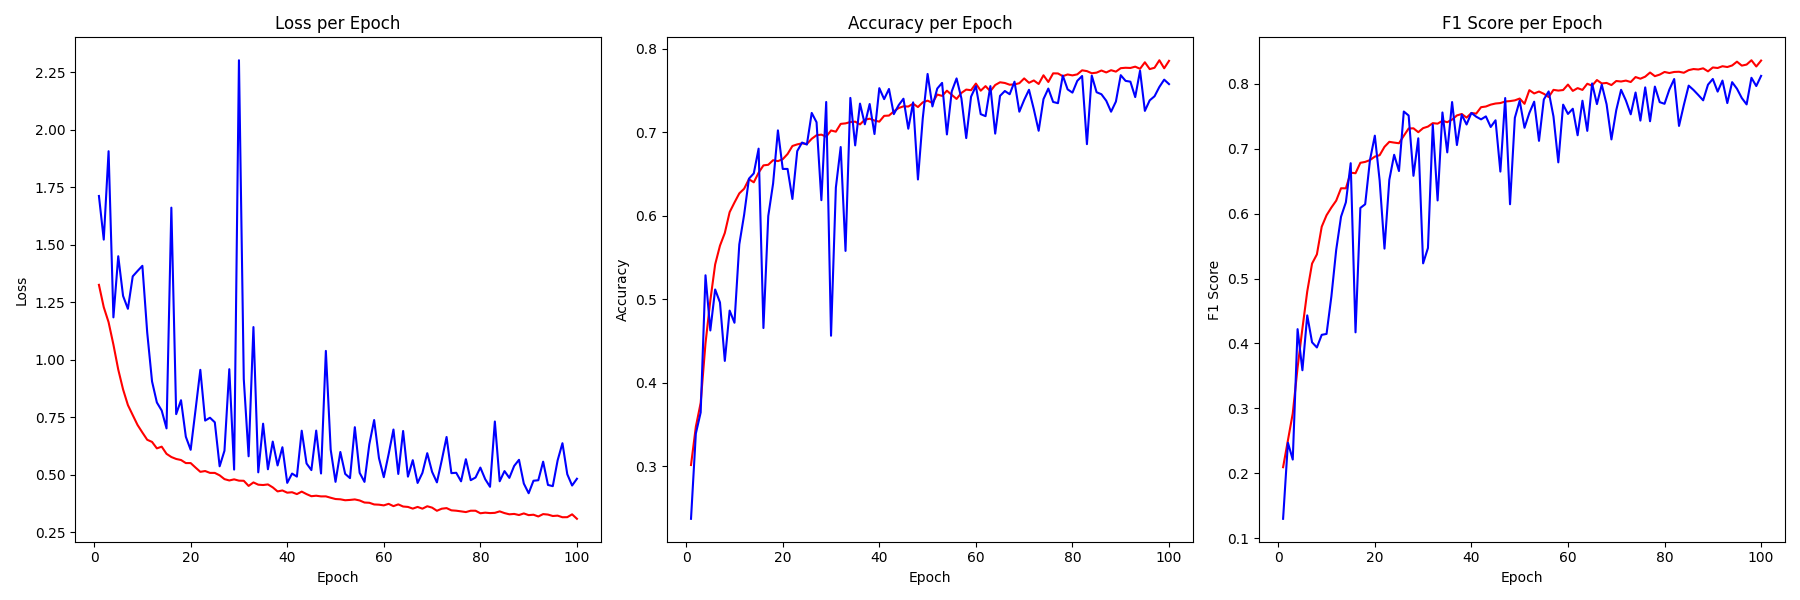 Loss per Epoch
2.25
2.00
1.75
1.50
1.25
1.00
0.75
0.50
0.25
Loss
0 20 40 60 80 100
Epoch
Accuracy per Epoch
0.8
0.7
0.6
0.5
0.4
0.3
Accuracy
0 20 40 60 80 100
Epoch
F1 Score per Epoch
0.8
0.7
0.6
0.5
0.4
0.3
0.2
0.1
F1 Score
0 20 40 60 80 100
Epoch